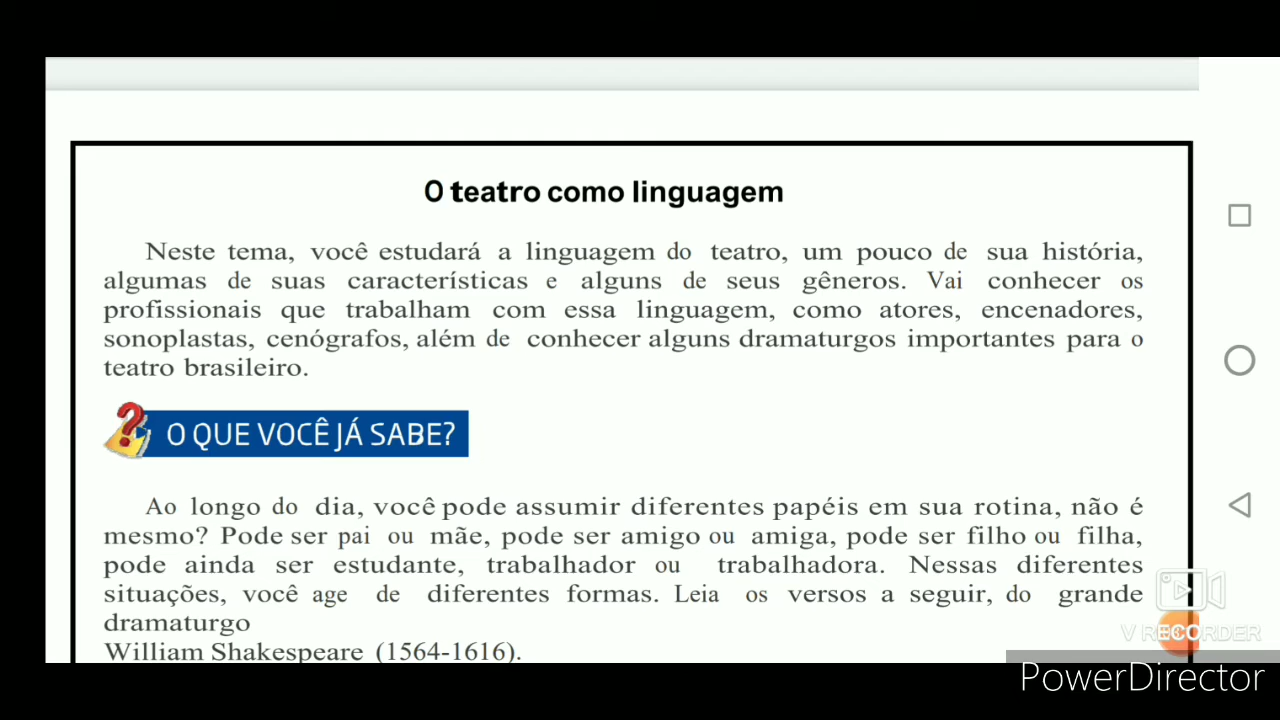 O teatro como linguagem
Neste tema, você estudará a linguagem do teatro, um pouco de sua história,
algumas de suas características e alguns de seus gêneros. Vai conhecer os
profissionais que trabalham com essa linguagem, como atores, encenadores,
sonoplastas, cenógrafos, além de conhecer alguns dramaturgos importantes para o
teatro brasileiro.
O QUE VOCÊ JÁ SABE?
Ao longo do dia, você pode assumir diferentes papéis em sua rotina, não é
mesmo? Pode ser pai ou mãe, pode ser amigo ou amiga, pode ser filho ou filha,
pode ainda ser estudante, trabalhador ou trabalhadora. Nessas diferentes
situações, você age de diferentes formas. Leia os versos a seguir, do grande
dramaturgo
William Shakespeare (1564-1616).
V RECORDER
PowerDirector